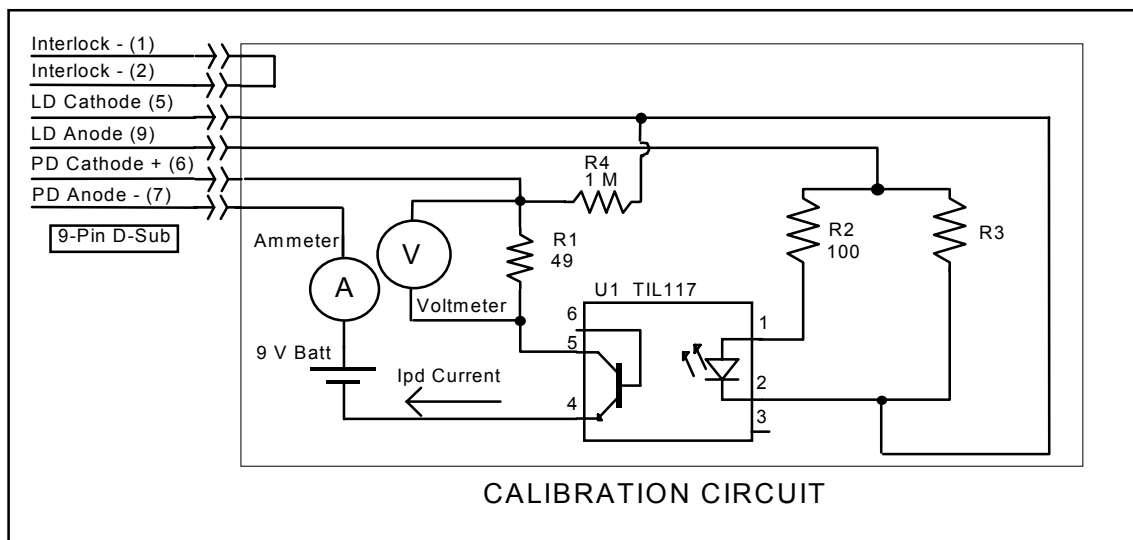 Interlock - (1)
Interlock - (2)
LD Cathode (5)
LD Anode (9)
PD Cathode + (6)
PD Anode - (7)
9-Pin D-Sub
R4
1 M
Ammeter
A
V
Voltmeter
R1
49
R2
100
R3
U1 TIL117
6
5
4
1
2
3
9 V Batt
Ipd Current
CALIBRATION CIRCUIT